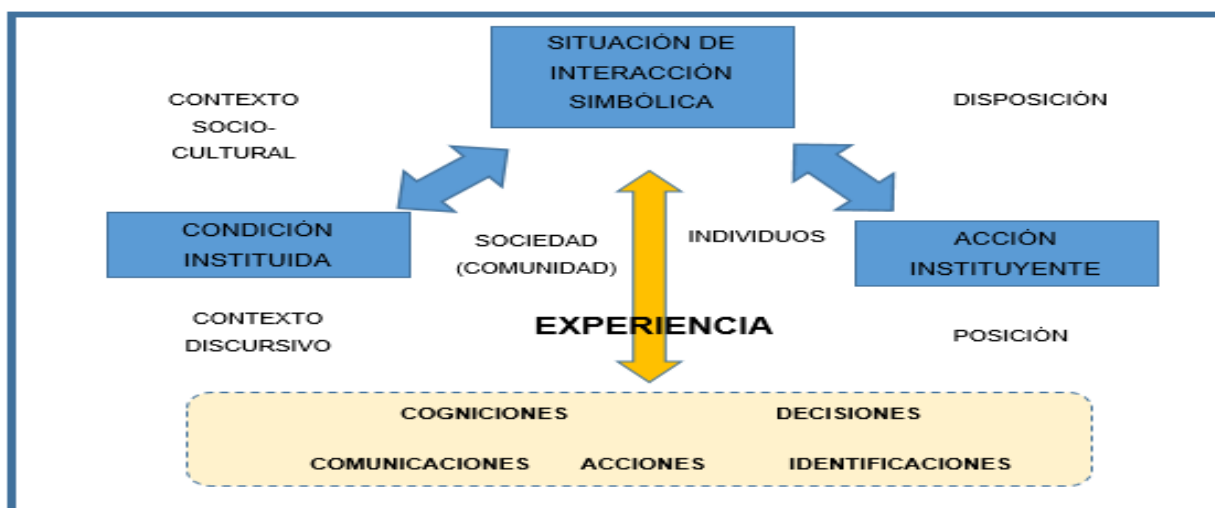 SITUACIÓN DE
INTERACCIÓN
SIMBÓLICA
CONTEXTO
SOCIO-
CULTURAL
DISPOSICIÓN
CONDICIÓN
INSTITUIDA
SOCIEDAD
(COMUNIDAD)
INDIVIDUOS
ACCIÓN
INSTITUYENTE
CONTEXTO
DISCURSIVO
EXPERIENCIA
POSICIÓN
COGNICIONES DECISIONES
COMUNICACIONES ACCIONES IDENTIFICACIONES